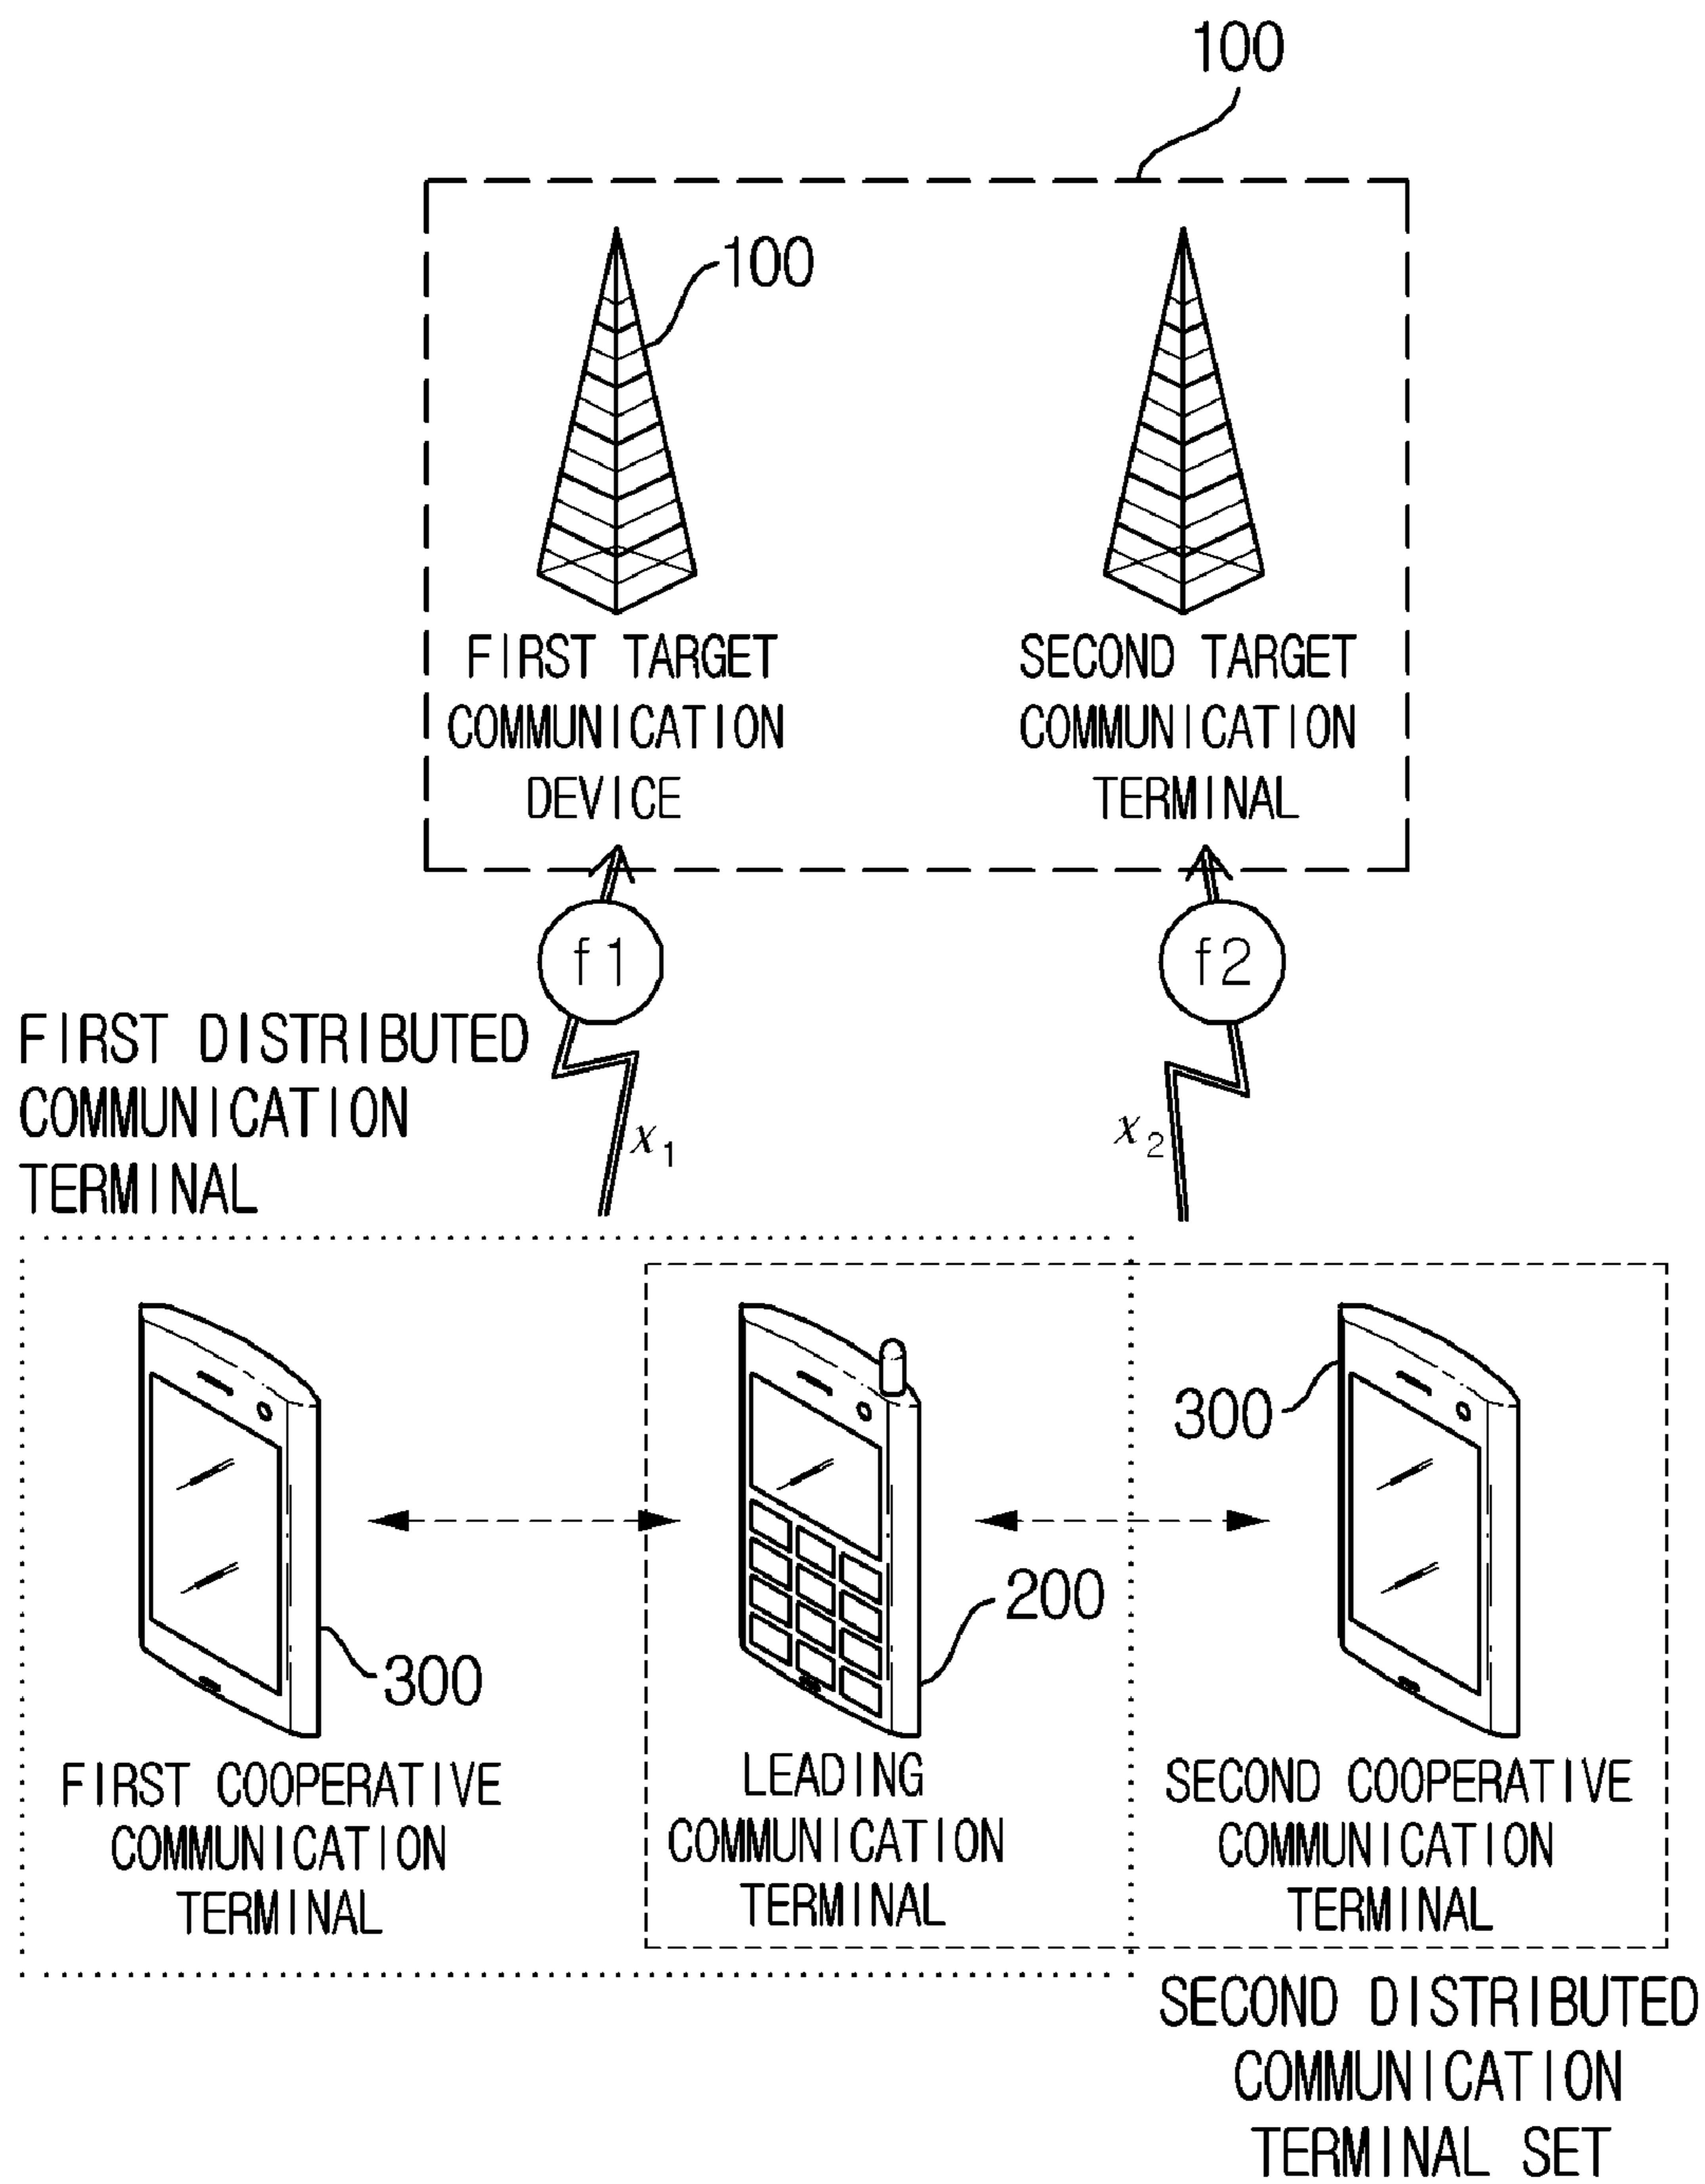 100
100
FIRST TARGET
COMMUNICATION
DEVICE
SECOND TARGET
COMMUNICATION
TERMINAL
f1
f2
FIRST DISTRIBUTED
COMMUNICATION
TERMINAL
x1
x2
300
200
300
FIRST COOPERATIVE
COMMUNICATION
TERMINAL
LEADING
COMMUNICATION
TERMINAL
SECOND COOPERATIVE
COMMUNICATION
TERMINAL
SECOND DISTRIBUTED
COMMUNICATION
TERMINAL SET